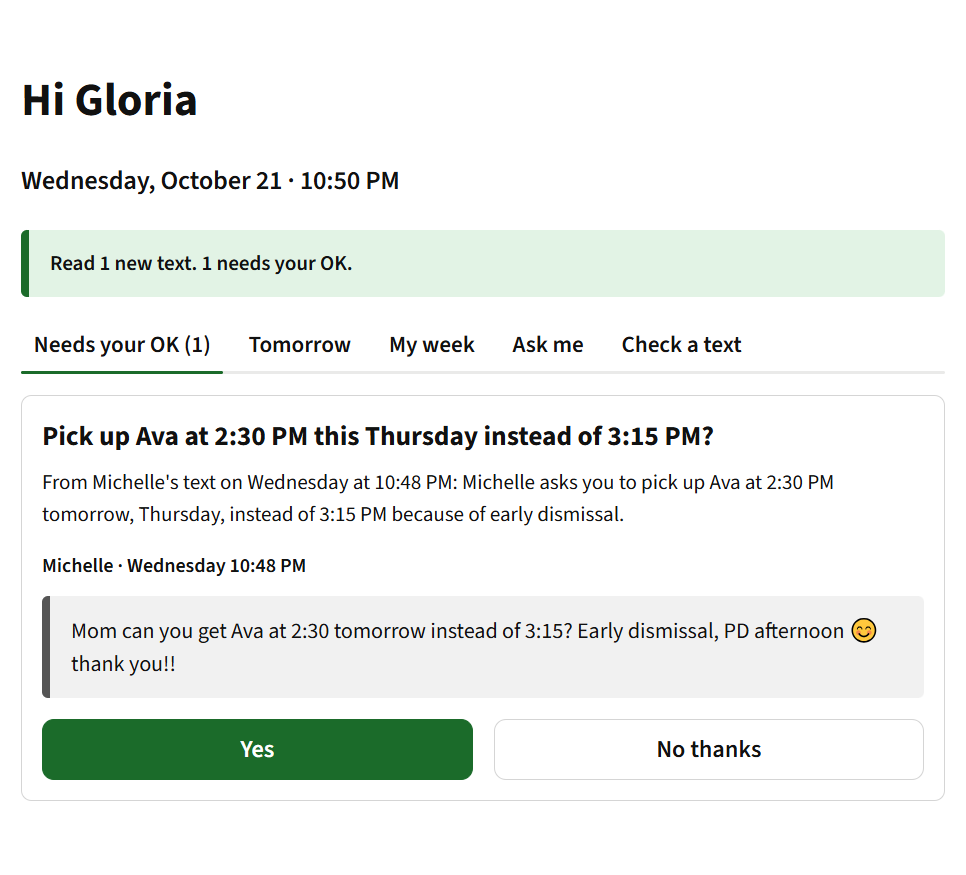 Hi Gloria
Wednesday, October 21 · 10:50 PM
Read 1 new text. 1 needs your OK.
Needs your OK (1) Tomorrow My week Ask me Check a text
Pick up Ava at 2:30 PM this Thursday instead of 3:15 PM?
From Michelle's text on Wednesday at 10:48 PM: Michelle asks you to pick up Ava at 2:30 PM
tomorrow, Thursday, instead of 3:15 PM because of early dismissal.
Michelle · Wednesday 10:48 PM
Mom can you get Ava at 2:30 tomorrow instead of 3:15? Early dismissal, PD afternoon 😊
thank you!!
Yes No thanks